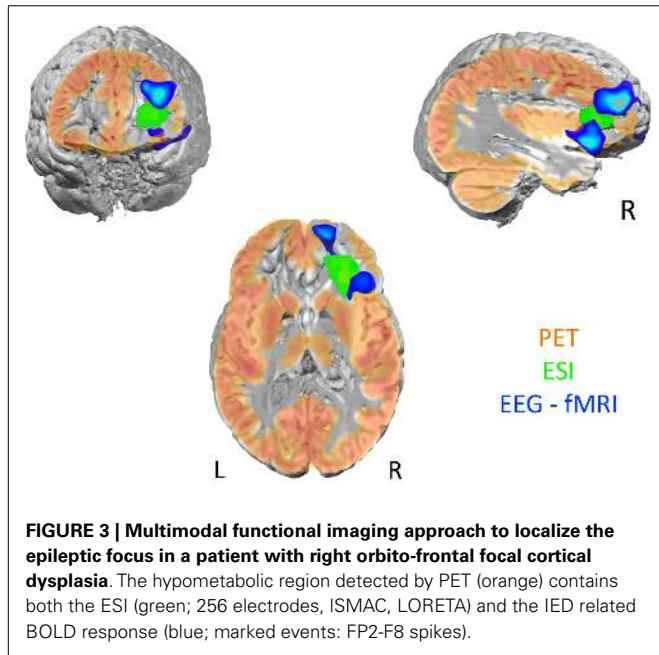 R
PET
ESI
EEG - fMRI
L R
FIGURE 3 | Multimodal functional imaging approach to localize the
epileptic focus in a patient with right orbito-frontal focal cortical
dysplasia. The hypometabolic region detected by PET (orange) contains
both the ESI (green; 256 electrodes, ISMAC, LORETA) and the IED related
BOLD response (blue; marked events: FP2-F8 spikes).